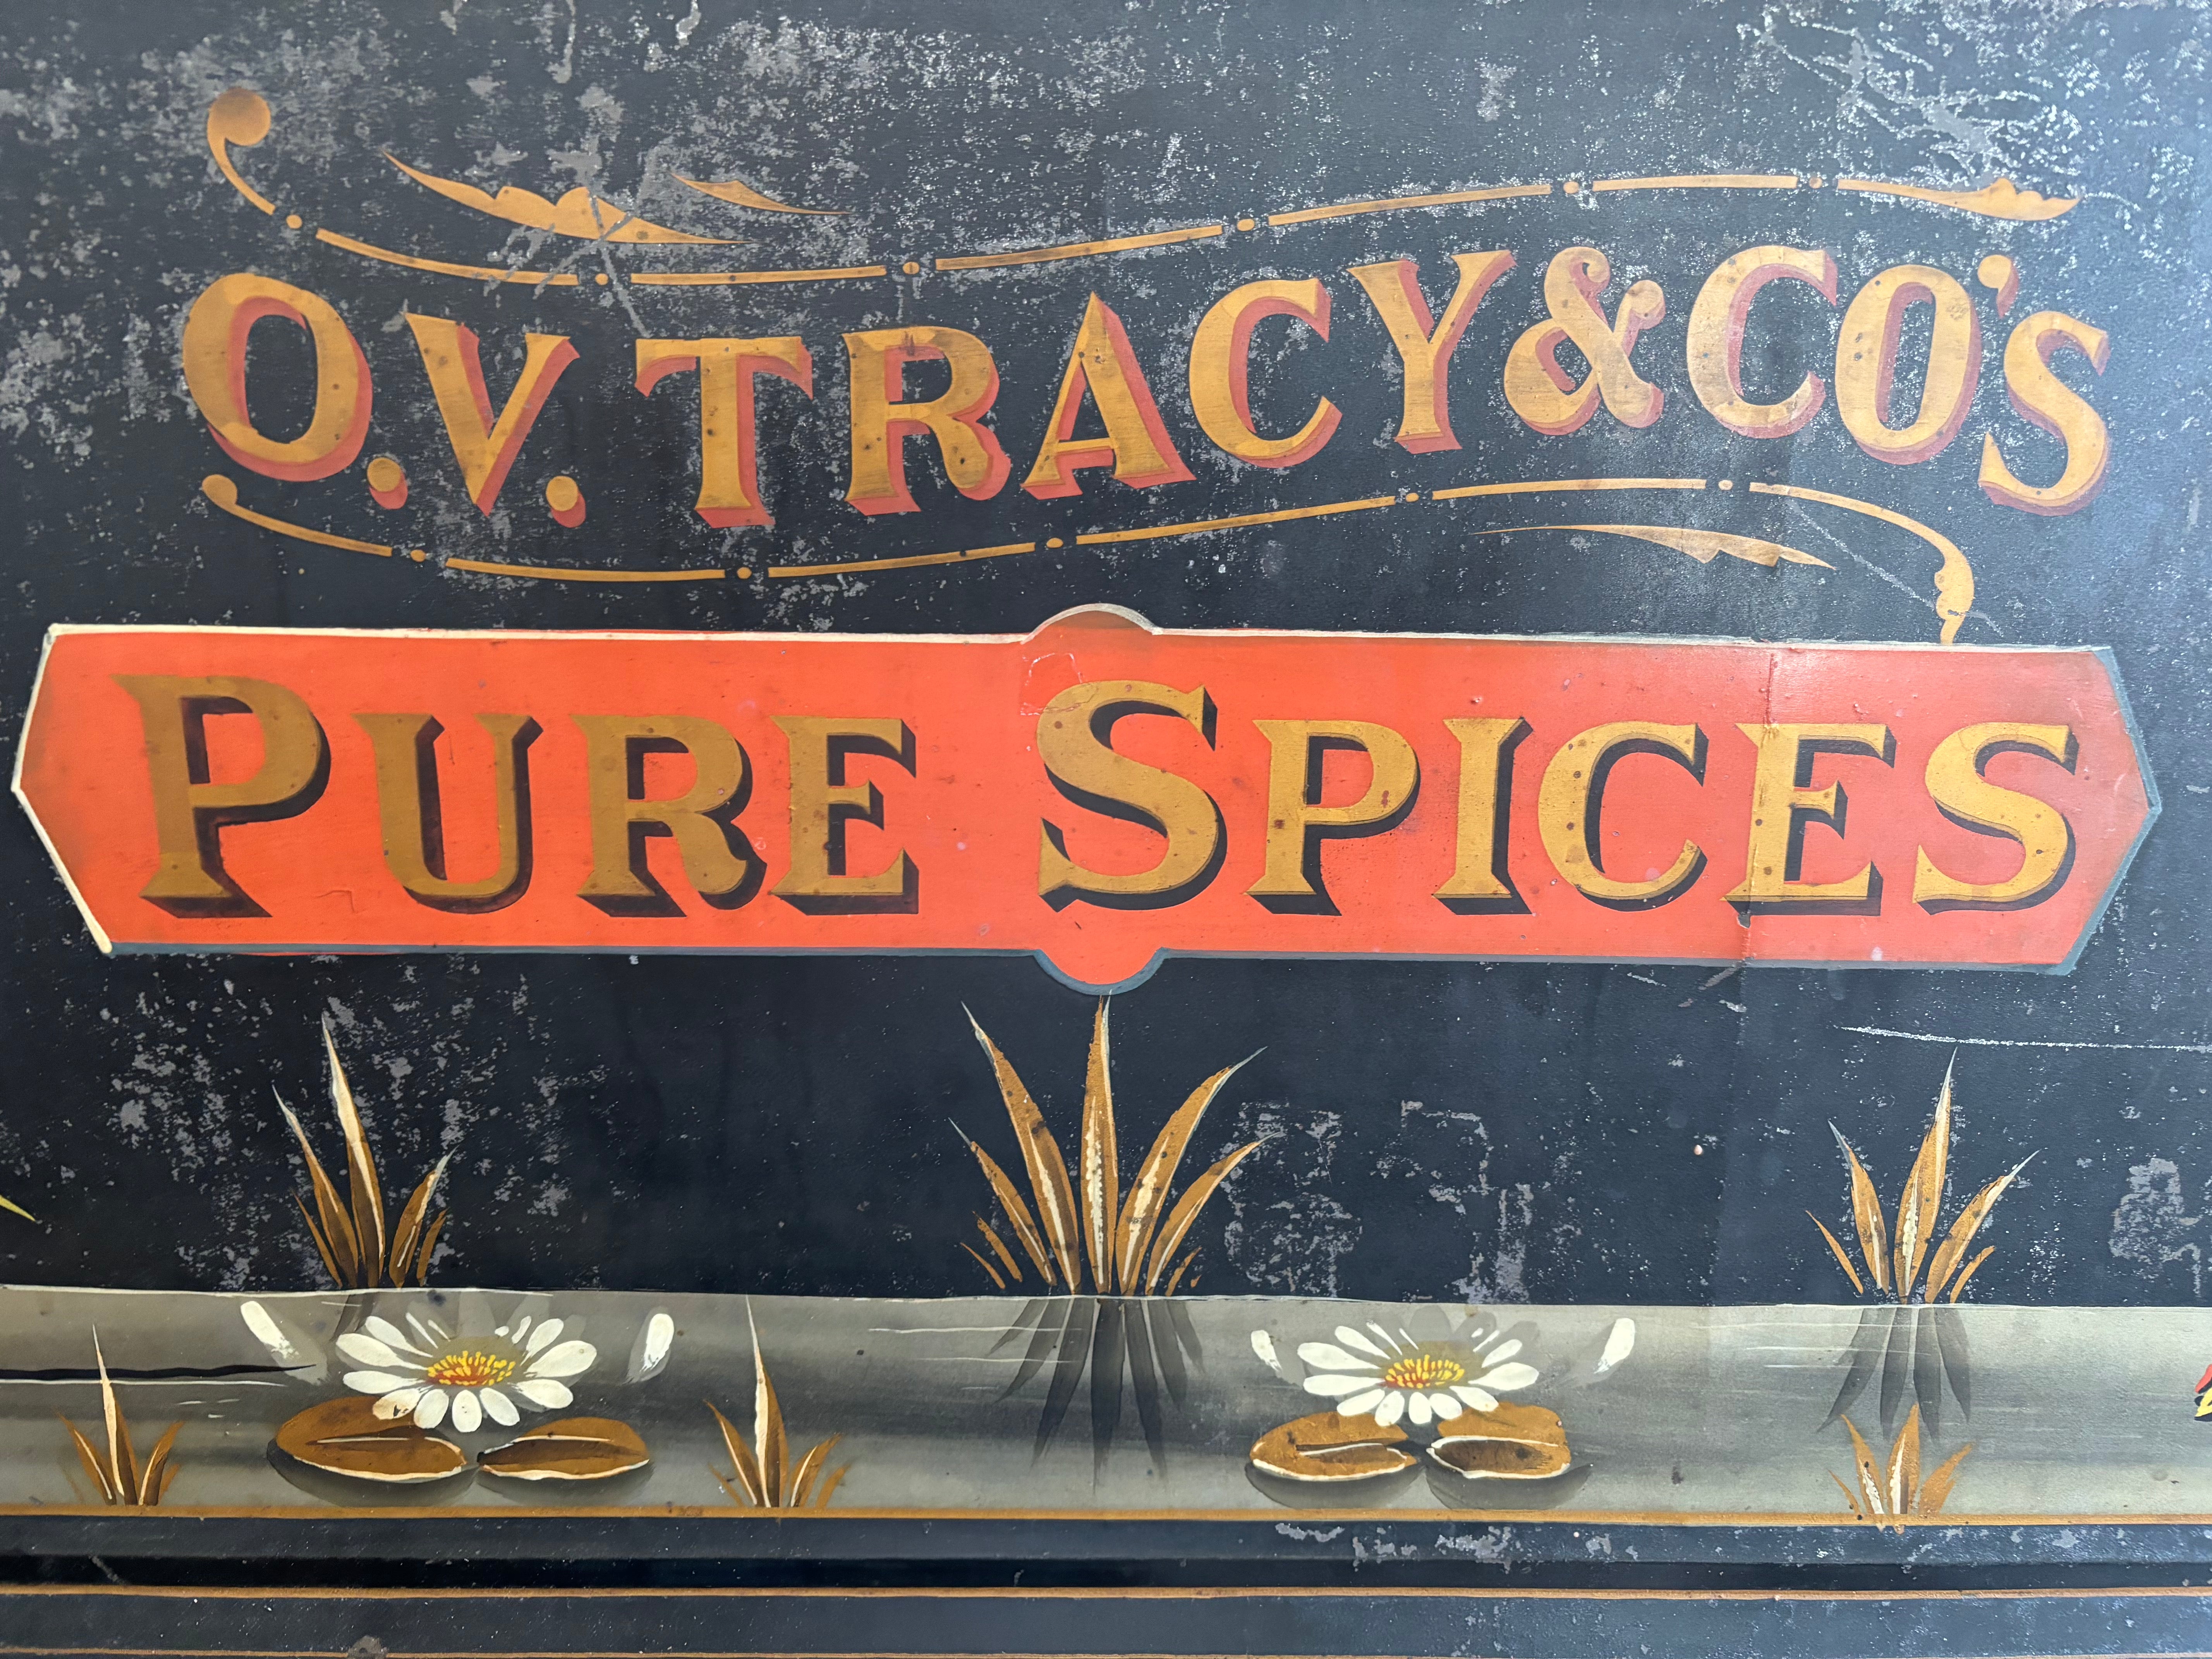 O.V. TRACY & CO'S
PURE SPICES